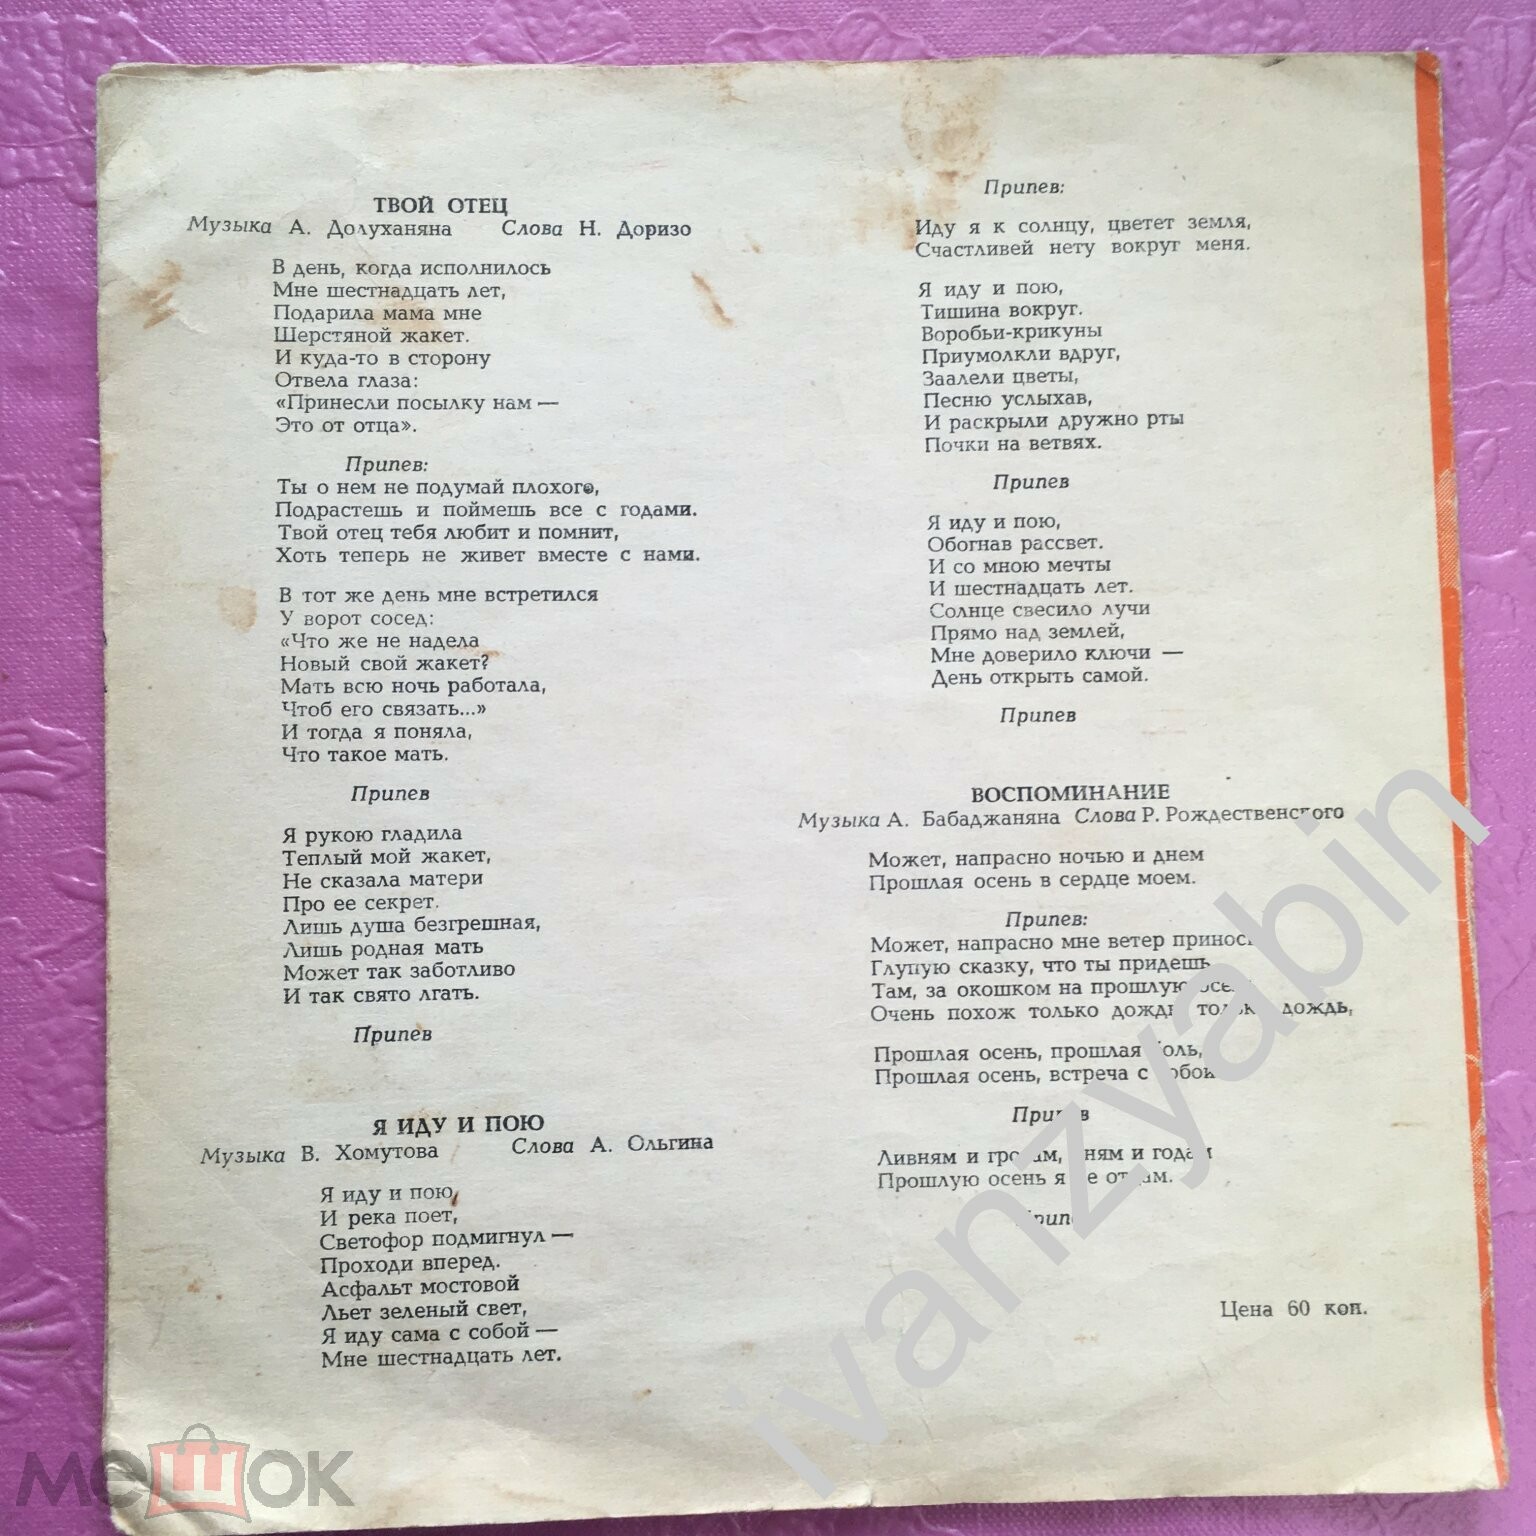 ТВОЙ ОТЕЦ
Музыка А. Долуханяна Слова Н. Доризо
В день, когда исполнилось
Мне шестнадцать лет,
Подарила мама мне
Шерстяной жакет.
И куда-то в сторону
Отвела глаза:
«Принесли посылку нам —
Это от отца».
Припев:
Ты о нем не подумай плохого,
Подрастешь и поймешь все с годами.
Твой отец тебя любит и помнит,
Хоть теперь не живет вместе с нами.
В тот же день мне встретился
У ворот сосед:
«Что же не надела
Новый свой жакет?
Мать всю ночь работала,
Чтоб его связать...»
И тогда я поняла,
Что такое мать.
Припев
Я рукою гладила
Теплый мой жакет,
Не сказала матери
Про ее секрет.
Лишь душа безгрешная,
Лишь родная мать
Может так заботливо
И так свято лгать.
Припев
Я ИДУ И ПОЮ
Музыка В. Хомутова Слова А. Ольгина
Я иду и пою,
И река поет,
Светофор подмигнул —
Проходи вперед.
Асфальт мостовой
Льет зеленый свет,
Я иду сама с собой —
Мне шестнадцать лет.
Припев:
Иду я к солнцу, цветет земля,
Счастливей нету вокруг меня.
Я иду и пою,
Тишина вокруг.
Воробьи-крикуны
Приумолкли вдруг,
Заалели цветы,
Песню услыхав,
И раскрыли дружно рты
Почки на ветвях.
Припев
Я иду и пою,
Обогнав рассвет.
И со мною мечты
И шестнадцать лет.
Солнце свесило лучи
Прямо над землей,
Мне доверило ключи —
День открыть самой.
Припев
ВОСПОМИНАНИЕ
Музыка А. Бабаджаняна Слова Р. Рождественского
Может, напрасно ночью и днем
Прошлая осень в сердце моем.
Припев:
Может, напрасно мне ветер
Глупую сказку, что ты придешь
Там, за окошком на прошлую осень
Очень похож только дождь, только дождь,
Прошлая осень, прошлая боль,
Прошлая осень, встреча с
Припев
Ливням и грозам, дням и годам
Прошлую осень я не отдам.
Припев
Цена 60 коп.
ivanzyabin
мешок